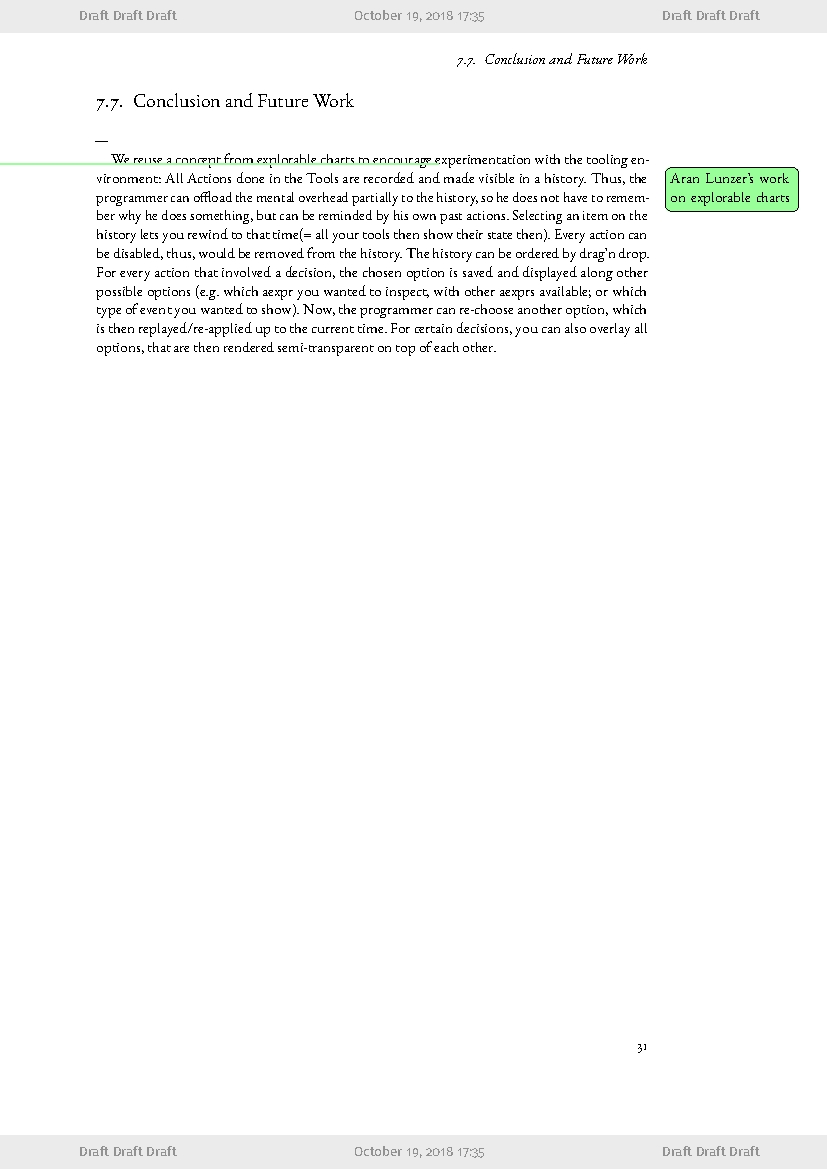 Draft Draft Draft October 19, 2018 17:35 Draft Draft Draft
7.7. Conclusion and Future Work
7.7. Conclusion and Future Work
—
We reuse a concept from explorable charts to encourage experimentation with the tooling en-
vironment: All Actions done in the Tools are recorded and made visible in a history. Thus, the
programmer can offload the mental overhead partially to the history, so he does not have to remem-
ber why he does something, but can be reminded by his own past actions. Selecting an item on the
history lets you rewind to that time(= all your tools then show their state then). Every action can
be disabled, thus, would be removed from the history. The history can be ordered by drag'n drop.
For every action that involved a decision, the chosen option is saved and displayed along other
possible options (e.g. which aexpr you wanted to inspect, with other aexprs available; or which
type of event you wanted to show). Now, the programmer can re-choose another option, which
is then replayed/re-applied up to the current time. For certain decisions, you can also overlay all
options, that are then rendered semi-transparent on top of each other.
Aran Lunzer's work
on explorable charts
31
Draft Draft Draft October 19, 2018 17:35 Draft Draft Draft